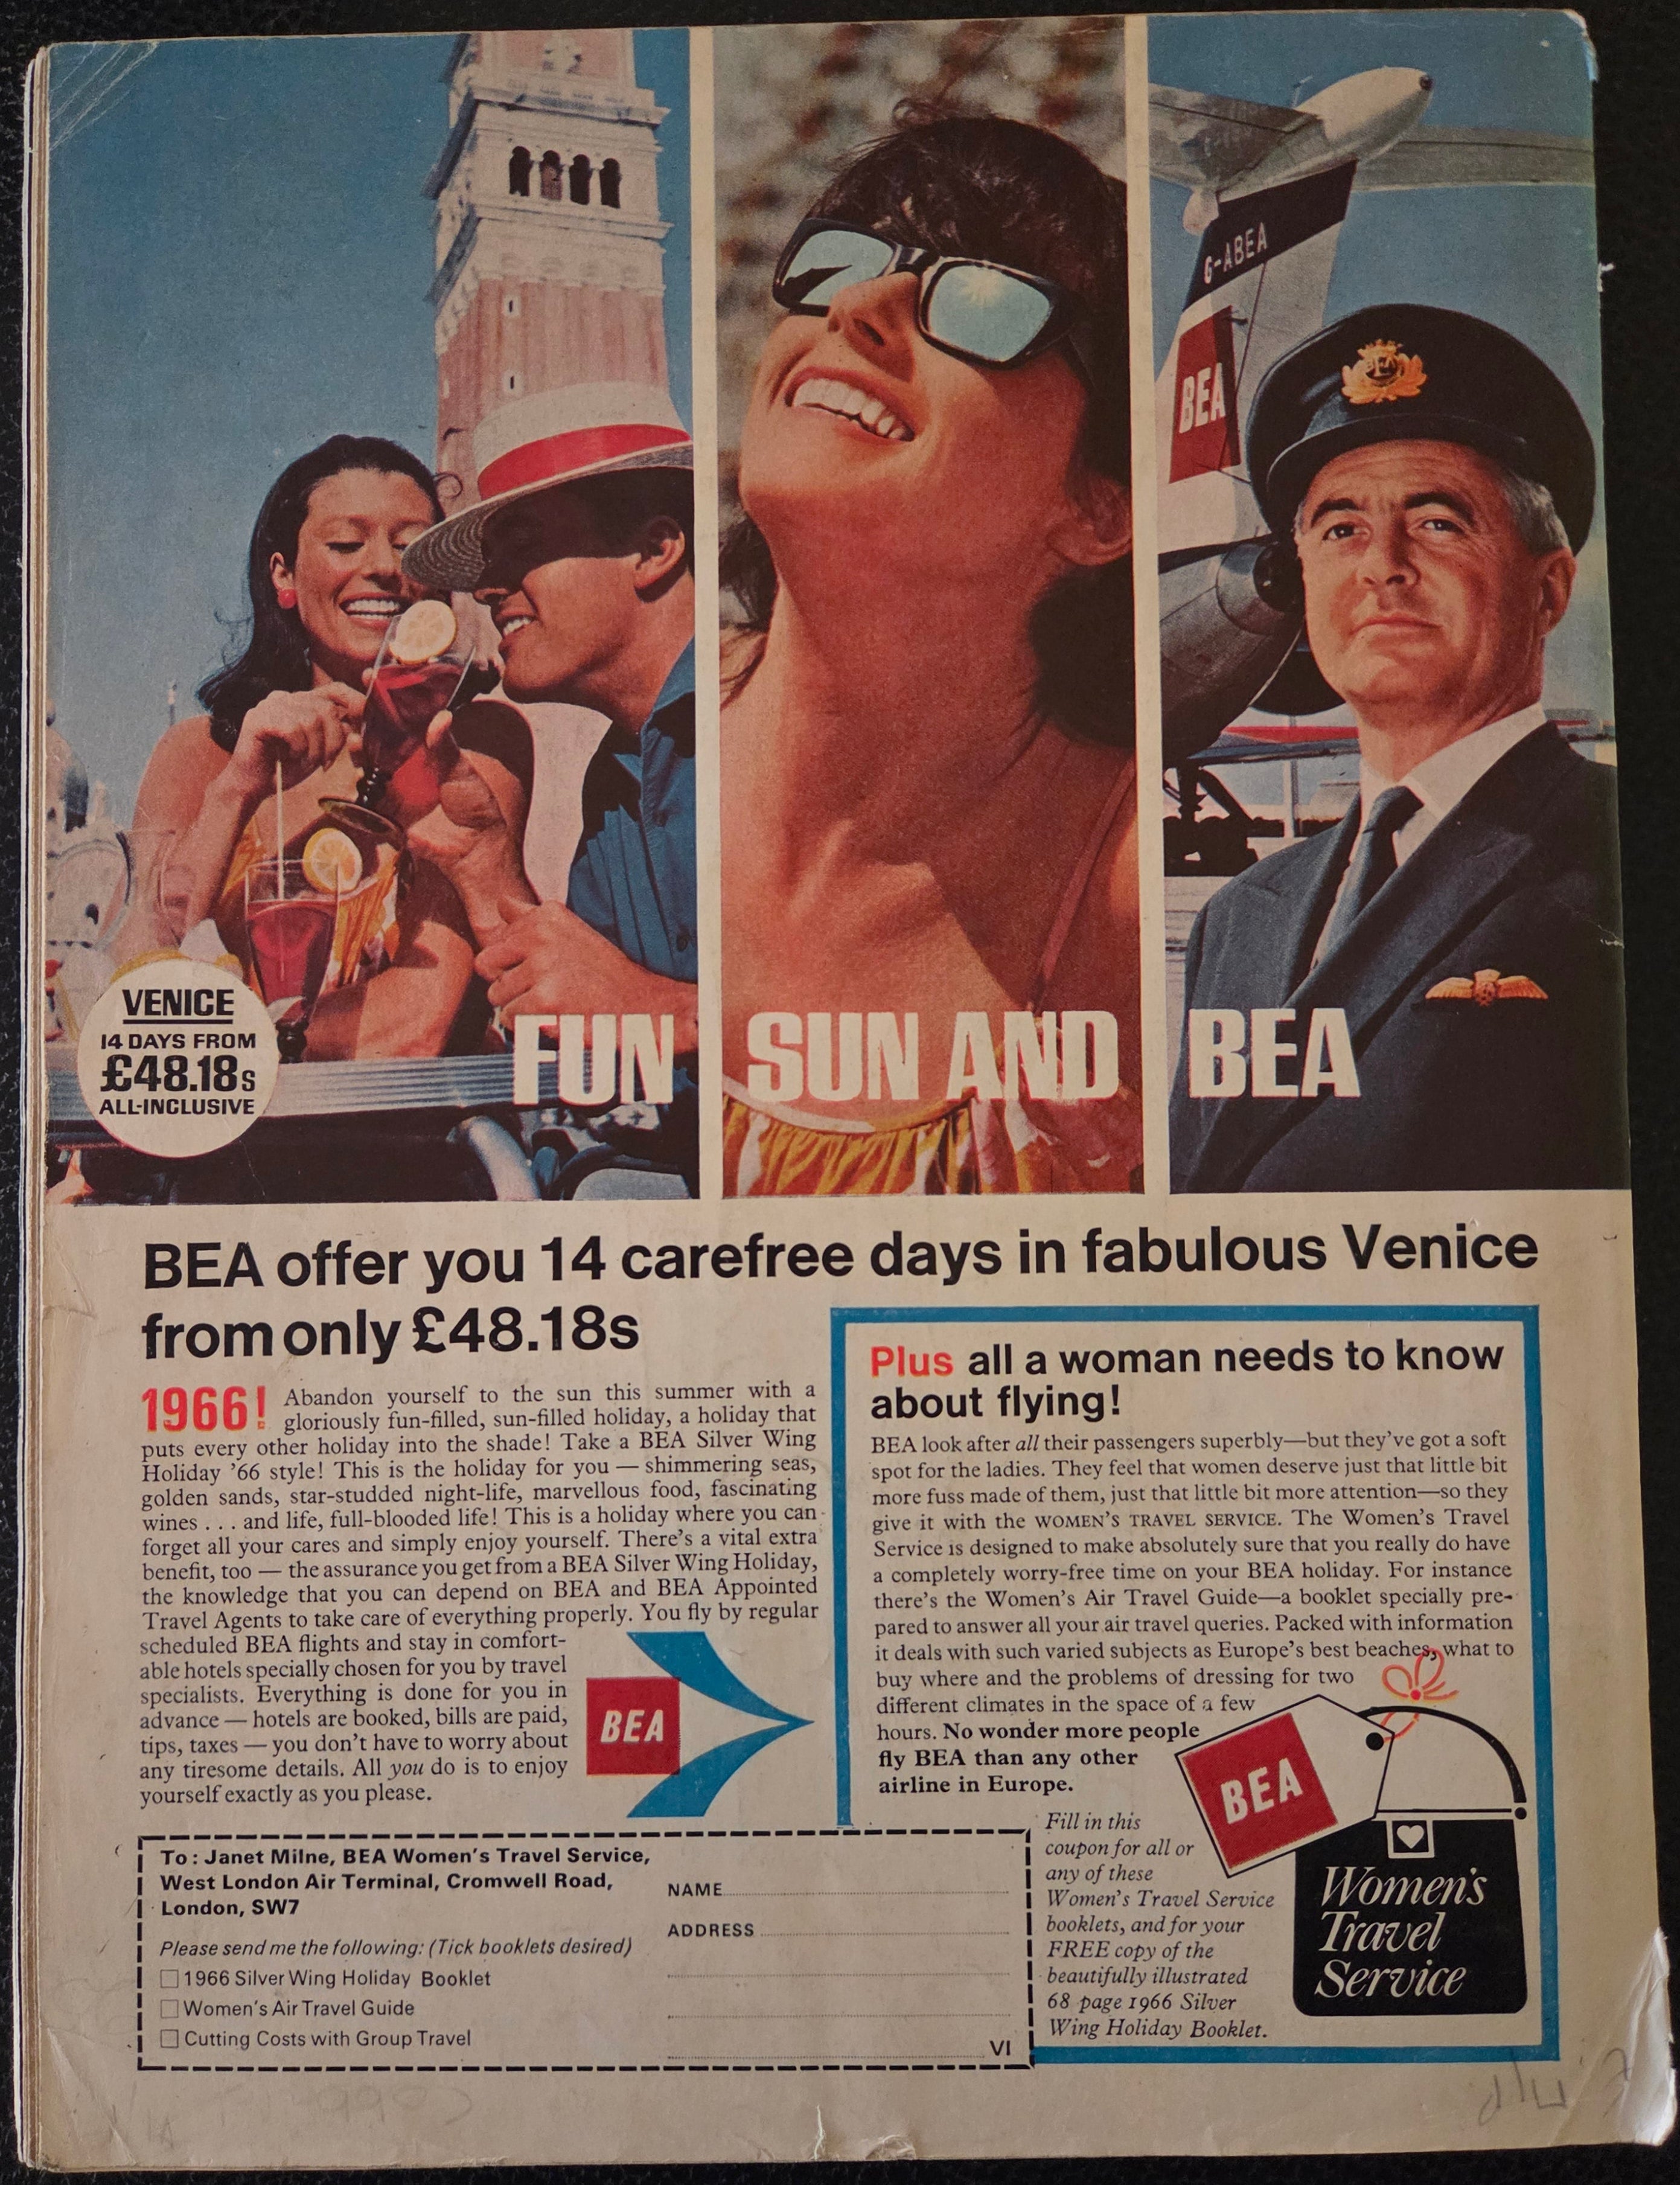 G-ABEA
BEA
BEA
VENICE
14 DAYS FROM
£48.18s
ALL-INCLUSIVE
FUN SUN AND BEA
BEA offer you 14 carefree days in fabulous Venice
from only £48.18s
1966! Abandon yourself to the sun this summer with a
gloriously fun-filled, sun-filled holiday, a holiday that
puts every other holiday into the shade! Take a BEA Silver Wing
Holiday '66 style! This is the holiday for you — shimmering seas,
golden sands, star-studded night-life, marvellous food, fascinating
wines . . . and life, full-blooded life! This is a holiday where you can
forget all your cares and simply enjoy yourself. There's a vital extra
benefit, too — the assurance you get from a BEA Silver Wing Holiday,
the knowledge that you can depend on BEA and BEA Appointed
Travel Agents to take care of everything properly. You fly by regular
scheduled BEA flights and stay in comfort-
able hotels specially chosen for you by travel
specialists. Everything is done for you in
advance — hotels are booked, bills are paid,
tips, taxes — you don't have to worry about
any tiresome details. All you do is to enjoy
yourself exactly as you please.
BEA
Plus all a woman needs to know
about flying!
BEA look after all their passengers superbly—but they've got a soft
spot for the ladies. They feel that women deserve just that little bit
more fuss made of them, just that little bit more attention—so they
give it with the WOMEN'S TRAVEL SERVICE. The Women's Travel
Service is designed to make absolutely sure that you really do have
a completely worry-free time on your BEA holiday. For instance
there's the Women's Air Travel Guide—a booklet specially pre-
pared to answer all your air travel queries. Packed with information
it deals with such varied subjects as Europe's best beaches, what to
buy where and the problems of dressing for two
different climates in the space of a few
hours. No wonder more people
fly BEA than any other
airline in Europe.
BEA
Women's
Travel
Service
Fill in this
coupon for all or
any of these
Women's Travel Service
booklets, and for your
FREE copy of the
beautifully illustrated
68 page 1966 Silver
Wing Holiday Booklet.
To: Janet Milne, BEA Women's Travel Service,
West London Air Terminal, Cromwell Road,
London, SW7
Please send me the following: (Tick booklets desired)
1966 Silver Wing Holiday Booklet
Women's Air Travel Guide
Cutting Costs with Group Travel
NAME
ADDRESS
VI